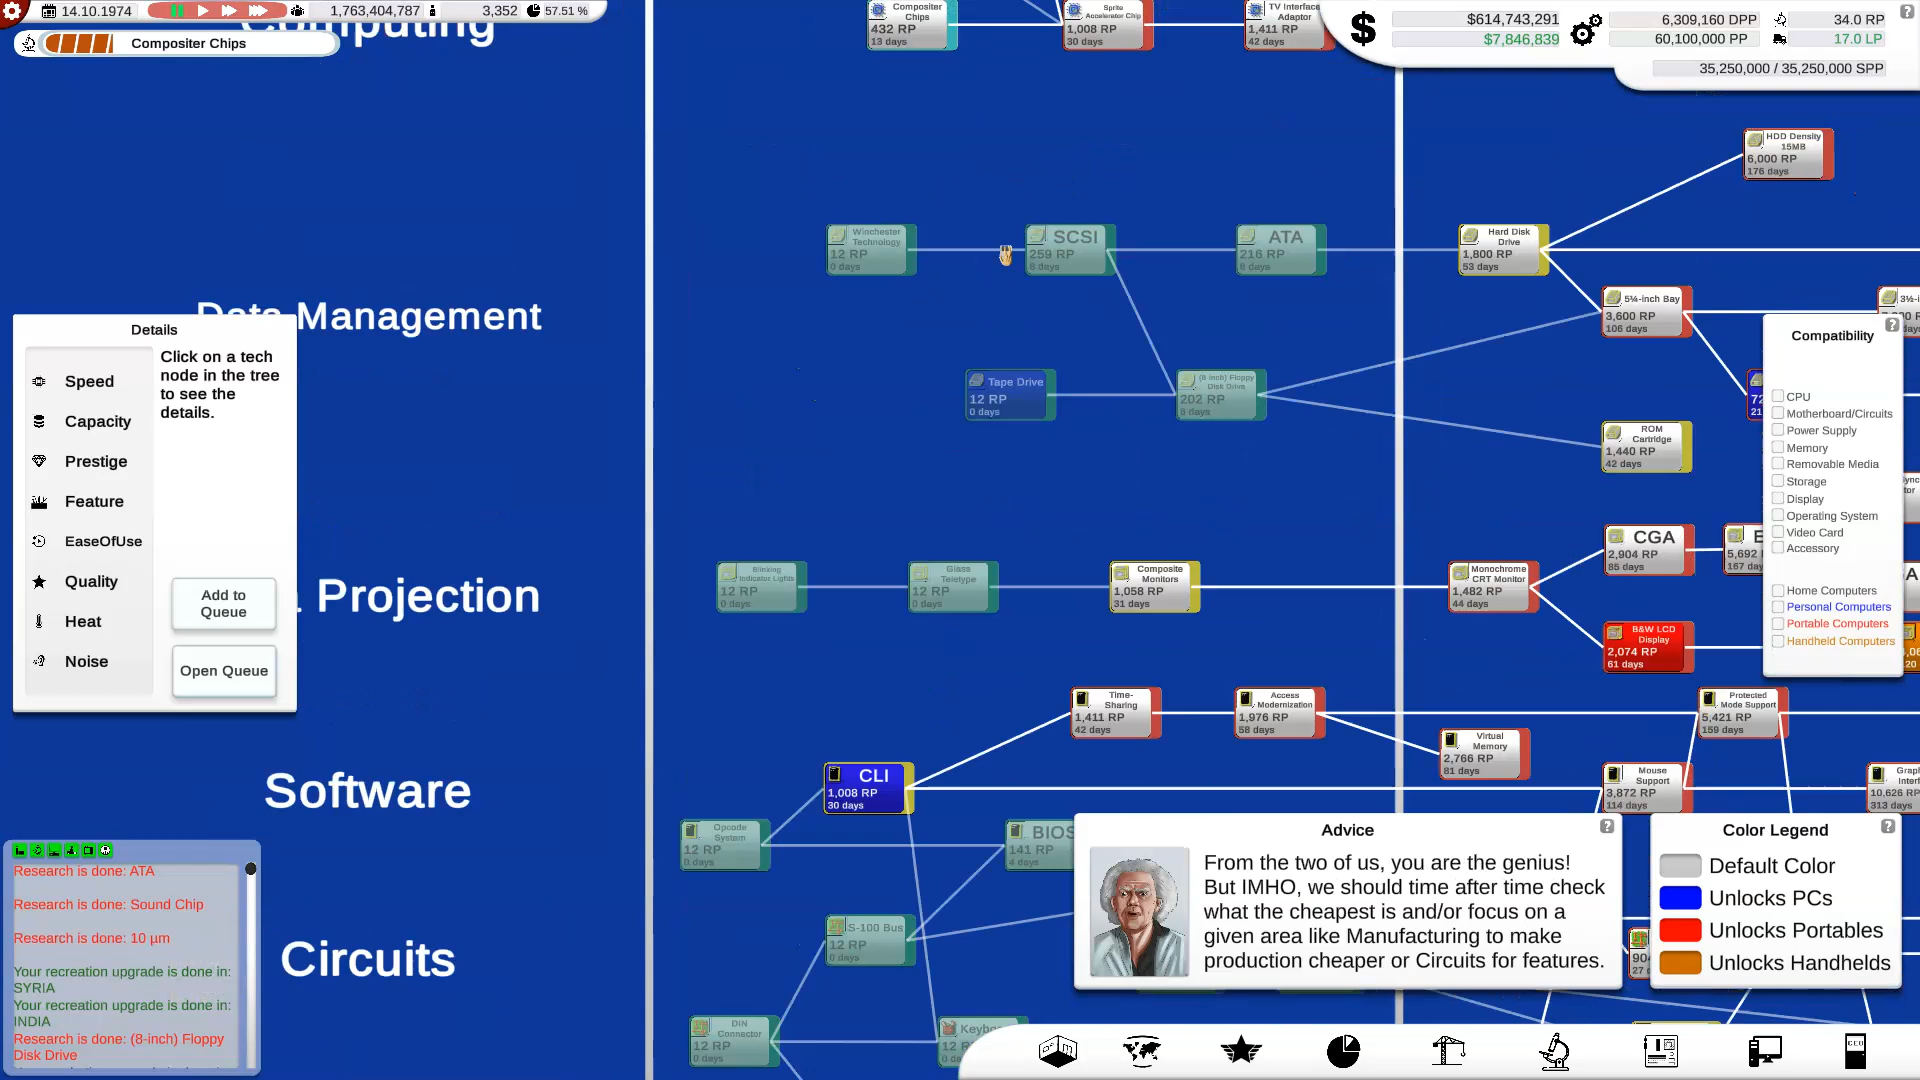 14.10.1974
1,763,404,787
3,352
57.51 %
Compositer Chips
$614,743,291
$7,846,839
6,309,160 DPP
60,100,000 PP
34.0 RP
17.0 LP
35,250,000 / 35,250,000 SPP
?
Computing
Compositer
Chips
432 RP
13 days
Sprite
Accelerator Chip
1,008 RP
30 days
TV Interface
Adaptor
1,411 RP
42 days
HDD Density
15MB
6,000 RP
176 days
Winchester
Technology
12 RP
0 days
SCSI
259 RP
8 days
ATA
216 RP
6 days
Hard Disk
Drive
1,800 RP
53 days
5¼-inch Bay
3,600 RP
106 days
Data Management
Tape Drive
12 RP
0 days
(8-inch) Floppy
Disk Drive
202 RP
6 days
ROM
Cartridge
1,440 RP
42 days
CGA
2,904 RP
85 days
5,692
167 day
Blinking
Indicator Lights
12 RP
0 days
Glass
Teletype
12 RP
0 days
Composite
Monitors
1,058 RP
31 days
Monochrome
CRT Monitor
1,482 RP
44 days
B&W LCD
Display
2,074 RP
61 days
Projection
Time-
Sharing
1,411 RP
42 days
Access
Modernization
1,976 RP
58 days
Virtual
Memory
2,766 RP
81 days
Protected
Mode Support
5,421 RP
159 days
CLI
1,008 RP
30 days
Mouse
Support
3,872 RP
114 days
Graph
Interf
10,626 RP
313 days
Software
Opcode
System
12 RP
0 days
BIOS
141 RP
4 days
S-100 Bus
12 RP
0 days
Circuits
DIN
Connector
12 RP
0 days
Keybo
12 R
0 da
Details
Speed
Capacity
Prestige
Feature
EaseOfUse
Quality
Heat
Noise
Click on a tech
node in the tree
to see the
details.
Add to
Queue
Open Queue
Compatibility
?
CPU
Motherboard/Circuits
Power Supply
Memory
Removable Media
Storage
Display
Operating System
Video Card
Accessory
Home Computers
Personal Computers
Portable Computers
Handheld Computers
Research is done: ATA
Research is done: Sound Chip
Research is done: 10 µm
Your recreation upgrade is done in:
SYRIA
Your recreation upgrade is done in:
INDIA
Research is done: (8-inch) Floppy
Disk Drive
Advice
?
From the two of us, you are the genius!
But IMHO, we should time after time check
what the cheapest is and/or focus on a
given area like Manufacturing to make
production cheaper or Circuits for features.
Color Legend
?
Default Color
Unlocks PCs
Unlocks Portables
Unlocks Handhelds